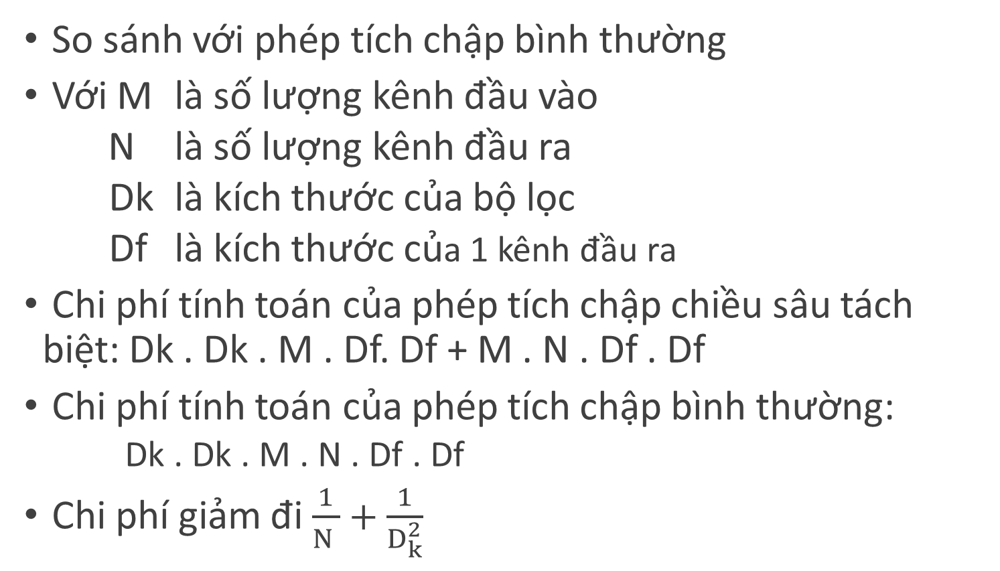 • So sánh với phép tích chập bình thường
• Với M là số lượng kênh đầu vào
N là số lượng kênh đầu ra
Dk là kích thước của bộ lọc
Df là kích thước của 1 kênh đầu ra
• Chi phí tính toán của phép tích chập chiều sâu tách
biệt: Dk . Dk . M . Df. Df + M . N . Df . Df
• Chi phí tính toán của phép tích chập bình thường:
Dk . Dk . M . N . Df . Df
• Chi phí giảm đi \frac{1}{N} + \frac{1}{D_k^2}